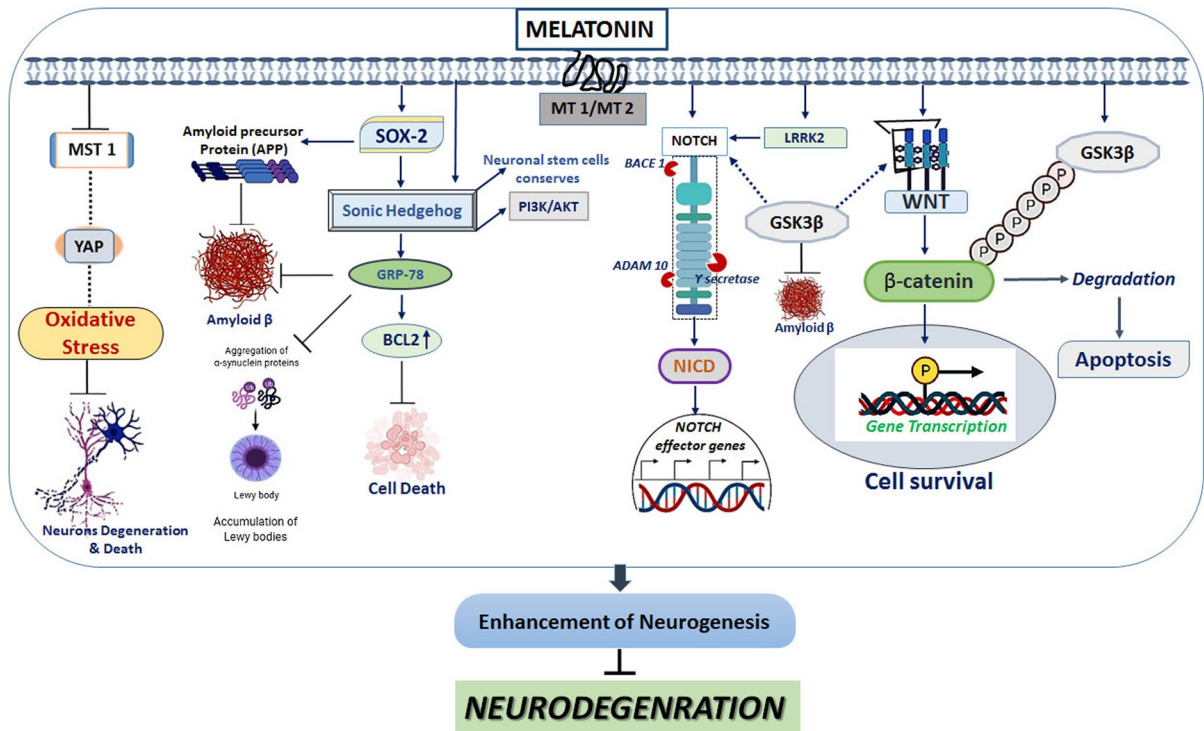 MELATONIN
MT 1/MT 2
MST 1
YAP
Oxidative
Stress
Neurons Degeneration
& Death
Amyloid precursor
Protein (APP)
Amyloid β
Aggregation of
α-synuclein proteins
Ub
Ub
Lewy body
Accumulation of
Lewy bodies
SOX-2
Sonic Hedgehog
Neuronal stem cells
conserves
PI3K/AKT
GRP-78
BCL2
Cell Death
NOTCH
LRRK2
BACE 1
ADAM 10
ϒ secretase
NICD
NOTCH
effector genes
GSK3β
Amyloid β
WNT
GSK3β
P
P
P
P
P
P
P
β-catenin
Degradation
Apoptosis
P
Gene Transcription
Cell survival
Enhancement of Neurogenesis
NEURODEGENRATION